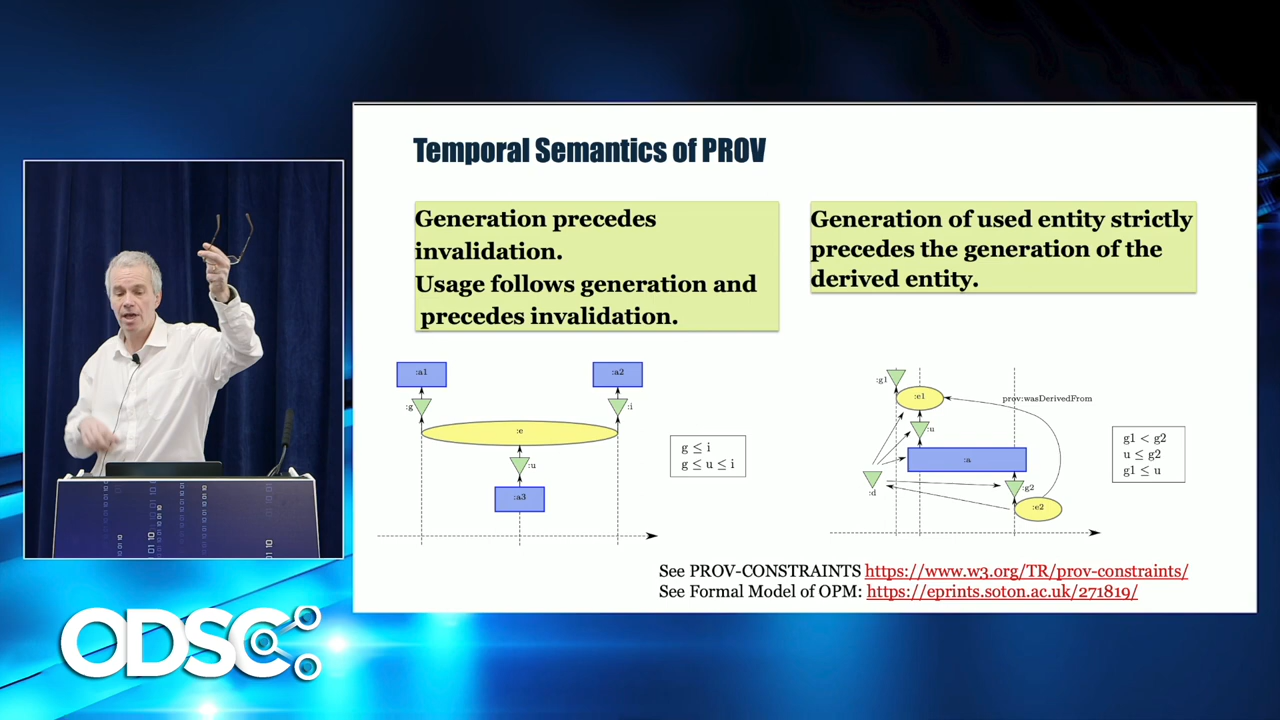 Temporal Semantics of PROV
Generation precedes
invalidation.
Usage follows generation and
precedes invalidation.
Generation of used entity strictly
precedes the generation of the
derived entity.
:a1
:a2
:g
:i
:e
:u
:a3
g ≤ i
g ≤ u ≤ i
:g1
:e1
prov:wasDerivedFrom
:u
:a
:d
:g2
:e2
g1 < g2
u ≤ g2
g1 ≤ u
See PROV-CONSTRAINTS https://www.w3.org/TR/prov-constraints/
See Formal Model of OPM: https://eprints.soton.ac.uk/271819/
ODSC